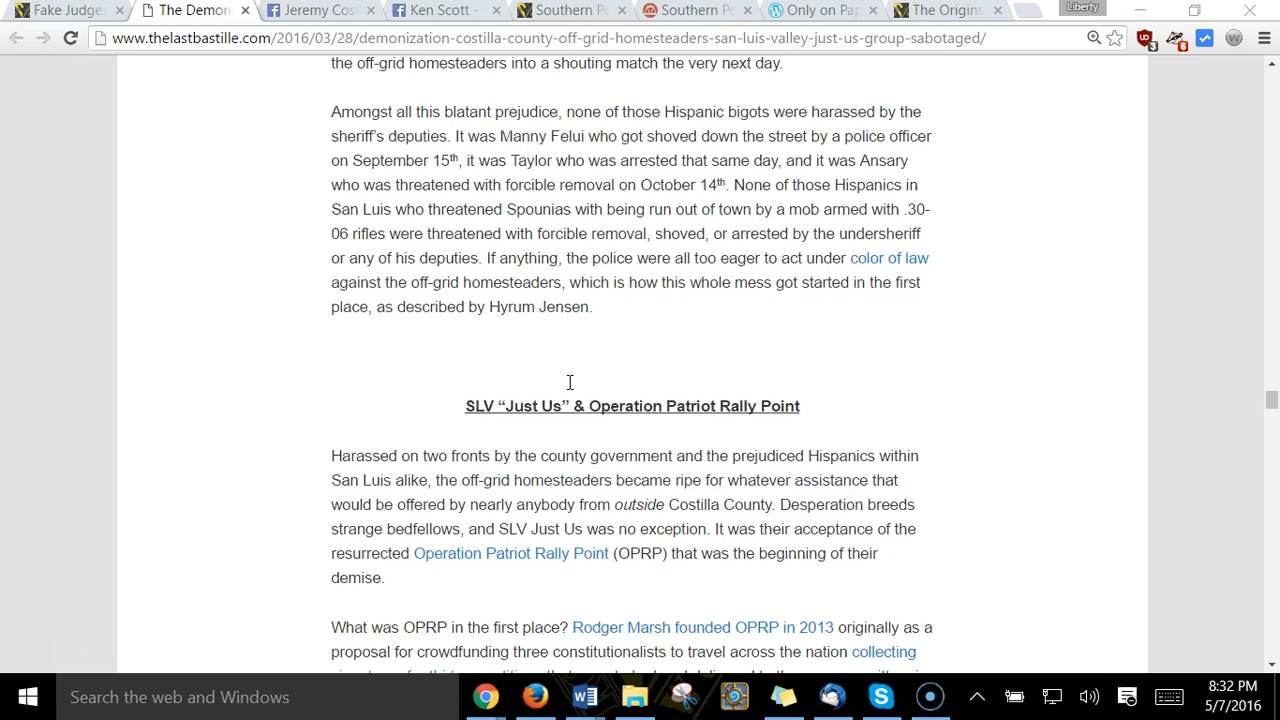 Fake Judges
The Demon
Jeremy Cos
Ken Scott -
Southern Po
Southern P
Only on Pap
The Origins
Liberty
www.thelastbastille.com/2016/03/28/demonization-costilla-county-off-grid-homesteaders-san-luis-valley-just-us-group-sabotaged/
3
6
the off-grid homesteaders into a shouting match the very next day.
Amongst all this blatant prejudice, none of those Hispanic bigots were harassed by the
sheriff's deputies. It was Manny Felui who got shoved down the street by a police officer
on September 15th, it was Taylor who was arrested that same day, and it was Ansary
who was threatened with forcible removal on October 14th. None of those Hispanics in
San Luis who threatened Spounias with being run out of town by a mob armed with .30-
06 rifles were threatened with forcible removal, shoved, or arrested by the undersheriff
or any of his deputies. If anything, the police were all too eager to act under color of law
against the off-grid homesteaders, which is how this whole mess got started in the first
place, as described by Hyrum Jensen.
SLV “Just Us” & Operation Patriot Rally Point
Harassed on two fronts by the county government and the prejudiced Hispanics within
San Luis alike, the off-grid homesteaders became ripe for whatever assistance that
would be offered by nearly anybody from outside Costilla County. Desperation breeds
strange bedfellows, and SLV Just Us was no exception. It was their acceptance of the
resurrected Operation Patriot Rally Point (OPRP) that was the beginning of their
demise.
What was OPRP in the first place? Rodger Marsh founded OPRP in 2013 originally as a
proposal for crowdfunding three constitutionalists to travel across the nation collecting
Search the web and Windows
8:32 PM
5/7/2016